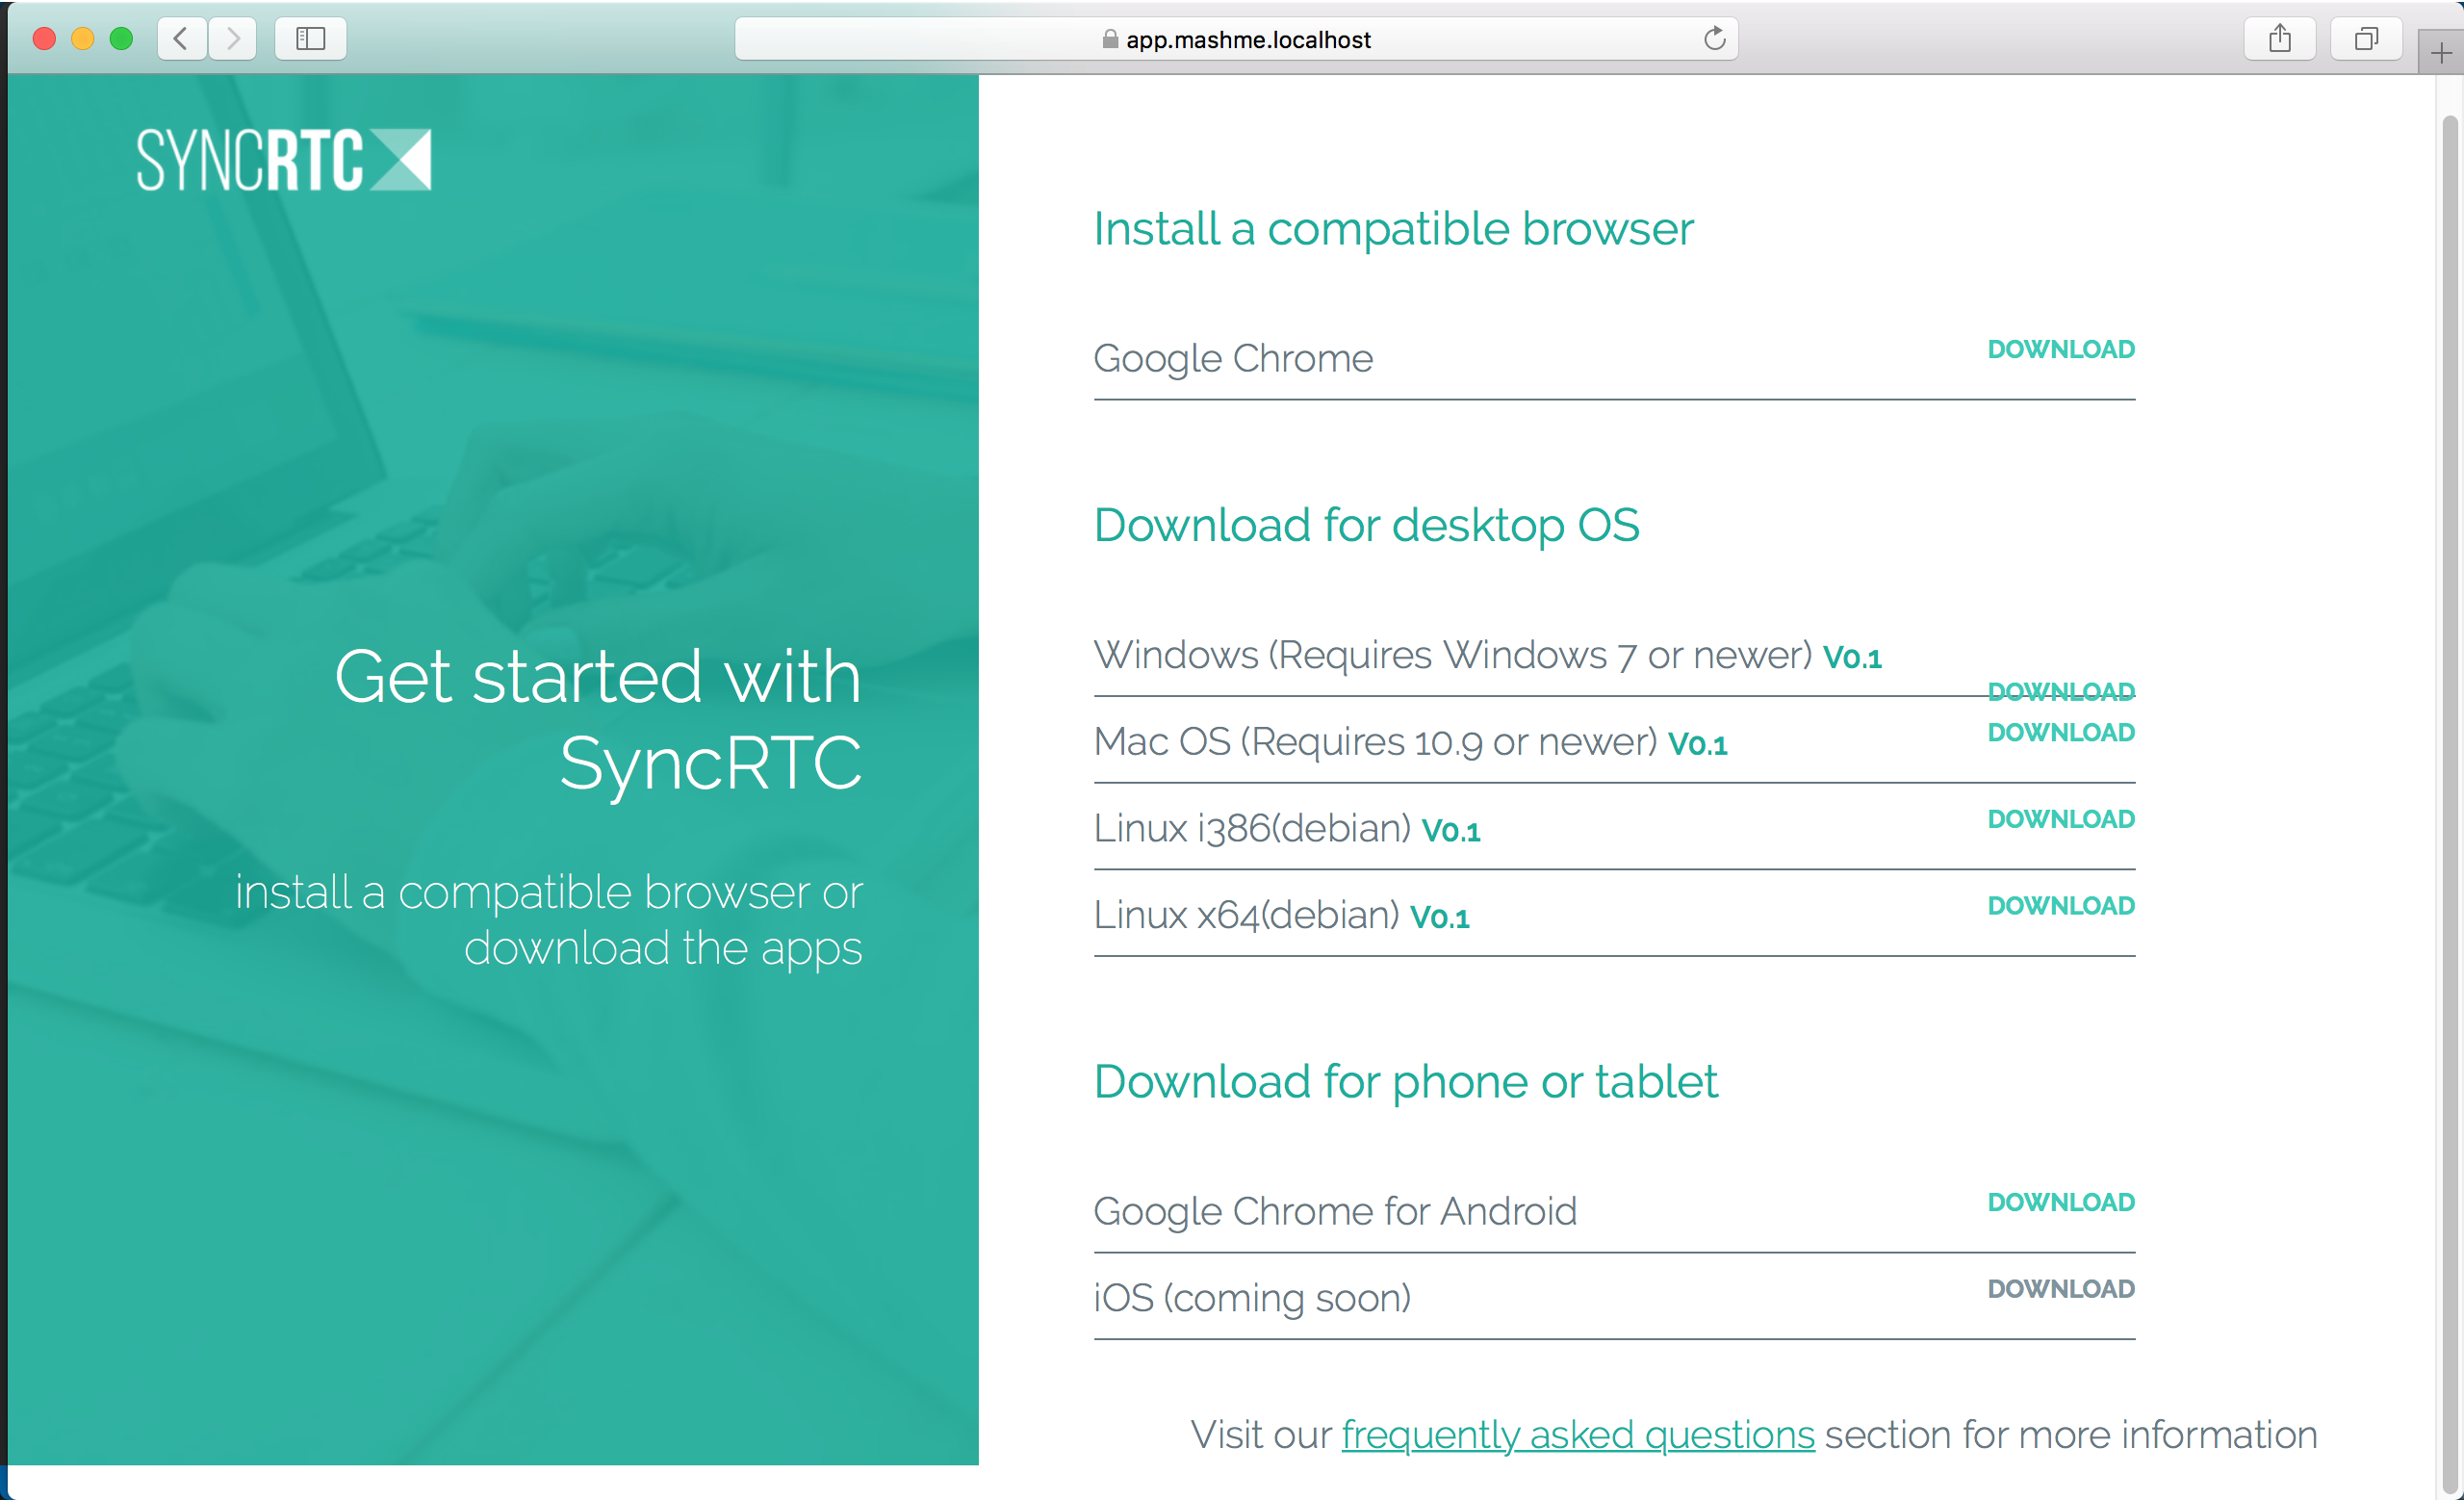 app.mashme.localhost
SYNCRTC
Get started with
SyncRTC
install a compatible browser or
download the apps
Install a compatible browser
Google Chrome DOWNLOAD
Download for desktop OS
Windows (Requires Windows 7 or newer) V0.1
DOWNLOAD
Mac OS (Requires 10.9 or newer) V0.1 DOWNLOAD
Linux i386(debian) V0.1 DOWNLOAD
Linux x64(debian) V0.1 DOWNLOAD
Download for phone or tablet
Google Chrome for Android DOWNLOAD
iOS (coming soon) DOWNLOAD
Visit our frequently asked questions section for more information